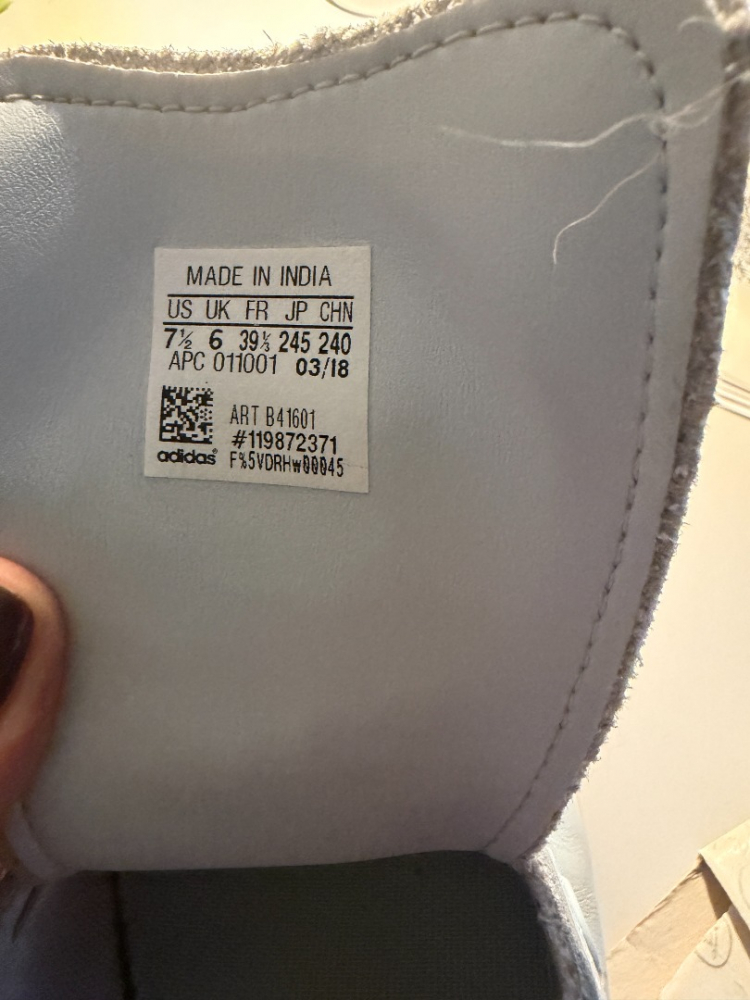 MADE IN INDIA
US UK FR JP CHN
7½ 6 39⅓ 245 240
APC 011001 03/18
ART B41601
#119872371
adidas® F%5VDRHw00045